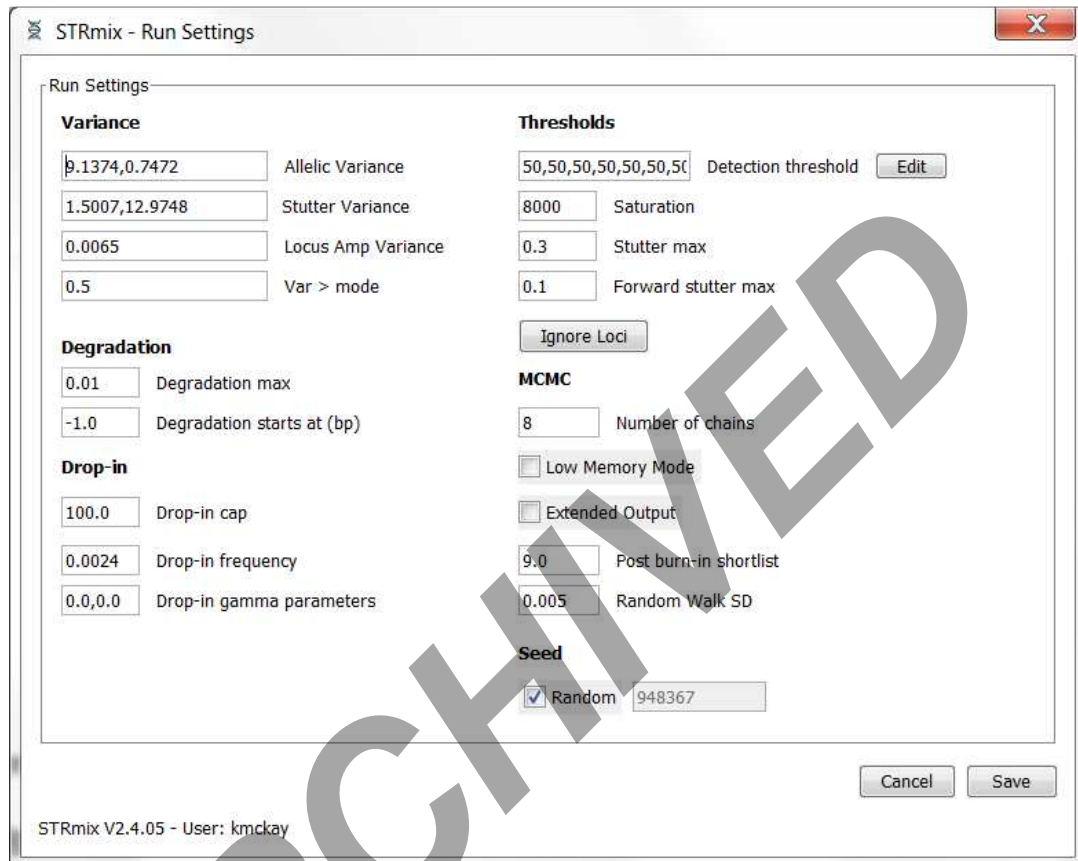 STRmix - Run Settings
Run Settings
Variance
9.1374,0.7472 Allelic Variance
1.5007,12.9748 Stutter Variance
0.0065 Locus Amp Variance
0.5 Var > mode
Degradation
0.01 Degradation max
-1.0 Degradation starts at (bp)
Drop-in
100.0 Drop-in cap
0.0024 Drop-in frequency
0.0,0.0 Drop-in gamma parameters
Thresholds
50,50,50,50,50,50,50 Detection threshold Edit
8000 Saturation
0.3 Stutter max
0.1 Forward stutter max
Ignore Loci
MCMC
8 Number of chains
Low Memory Mode
Extended Output
9.0 Post burn-in shortlist
0.005 Random Walk SD
Seed
Random 948367
Cancel Save
STRmix V2.4.05 - User: kmckay
CHIVED